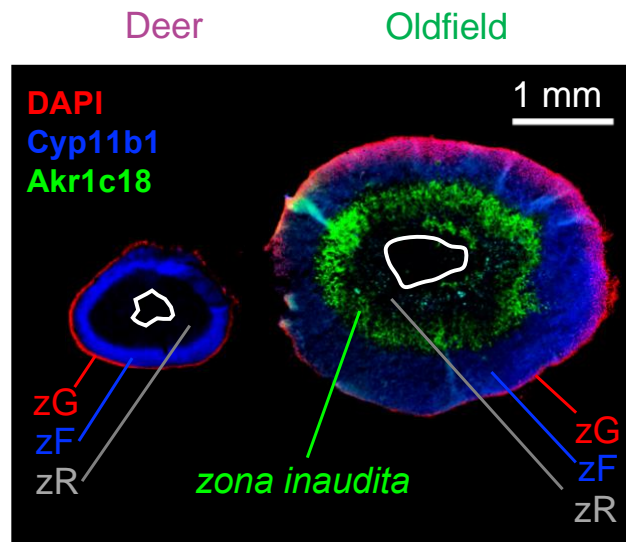 Deer
Oldfield
DAPI
Cyp11b1
Akr1c18
1 mm
zG
zF
zR
zona inaudita
zG
zF
zR